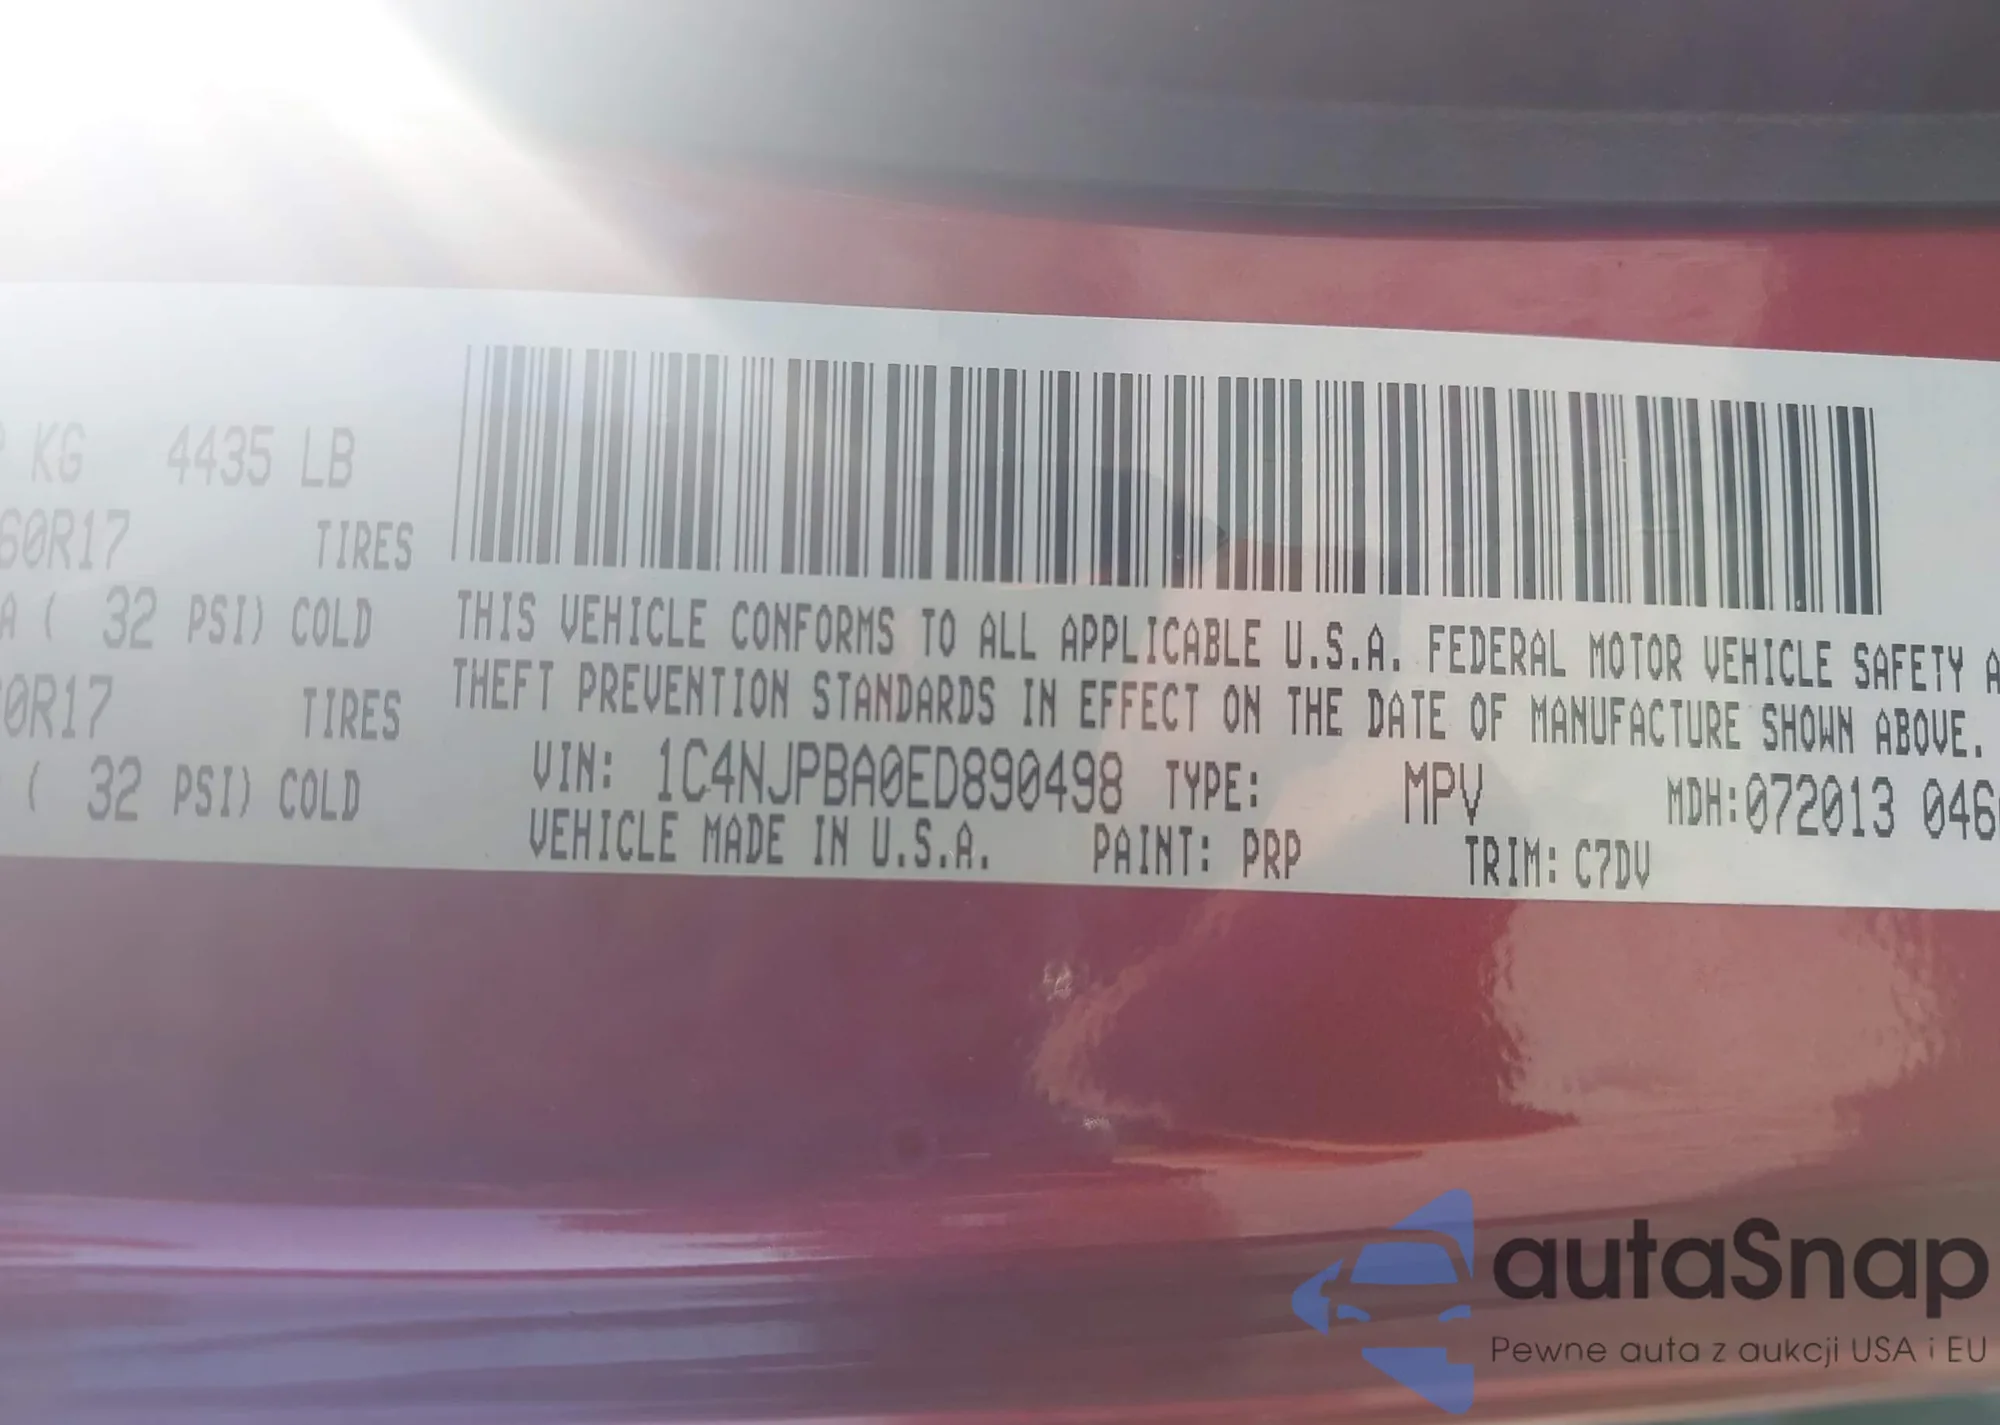 KG 4435 LB
60R17 TIRES
A ( 32 PSI) COLD
0R17 TIRES
( 32 PSI) COLD
THIS VEHICLE CONFORMS TO ALL APPLICABLE U.S.A. FEDERAL MOTOR VEHICLE SAFETY A
THEFT PREVENTION STANDARDS IN EFFECT ON THE DATE OF MANUFACTURE SHOWN ABOVE.
VIN: 1C4NJPBA0ED890498 TYPE: MPV MDH:072013 046
VEHICLE MADE IN U.S.A. PAINT: PRP TRIM: C7DV
autaSnap
Pewne auta z aukcji USA i EU